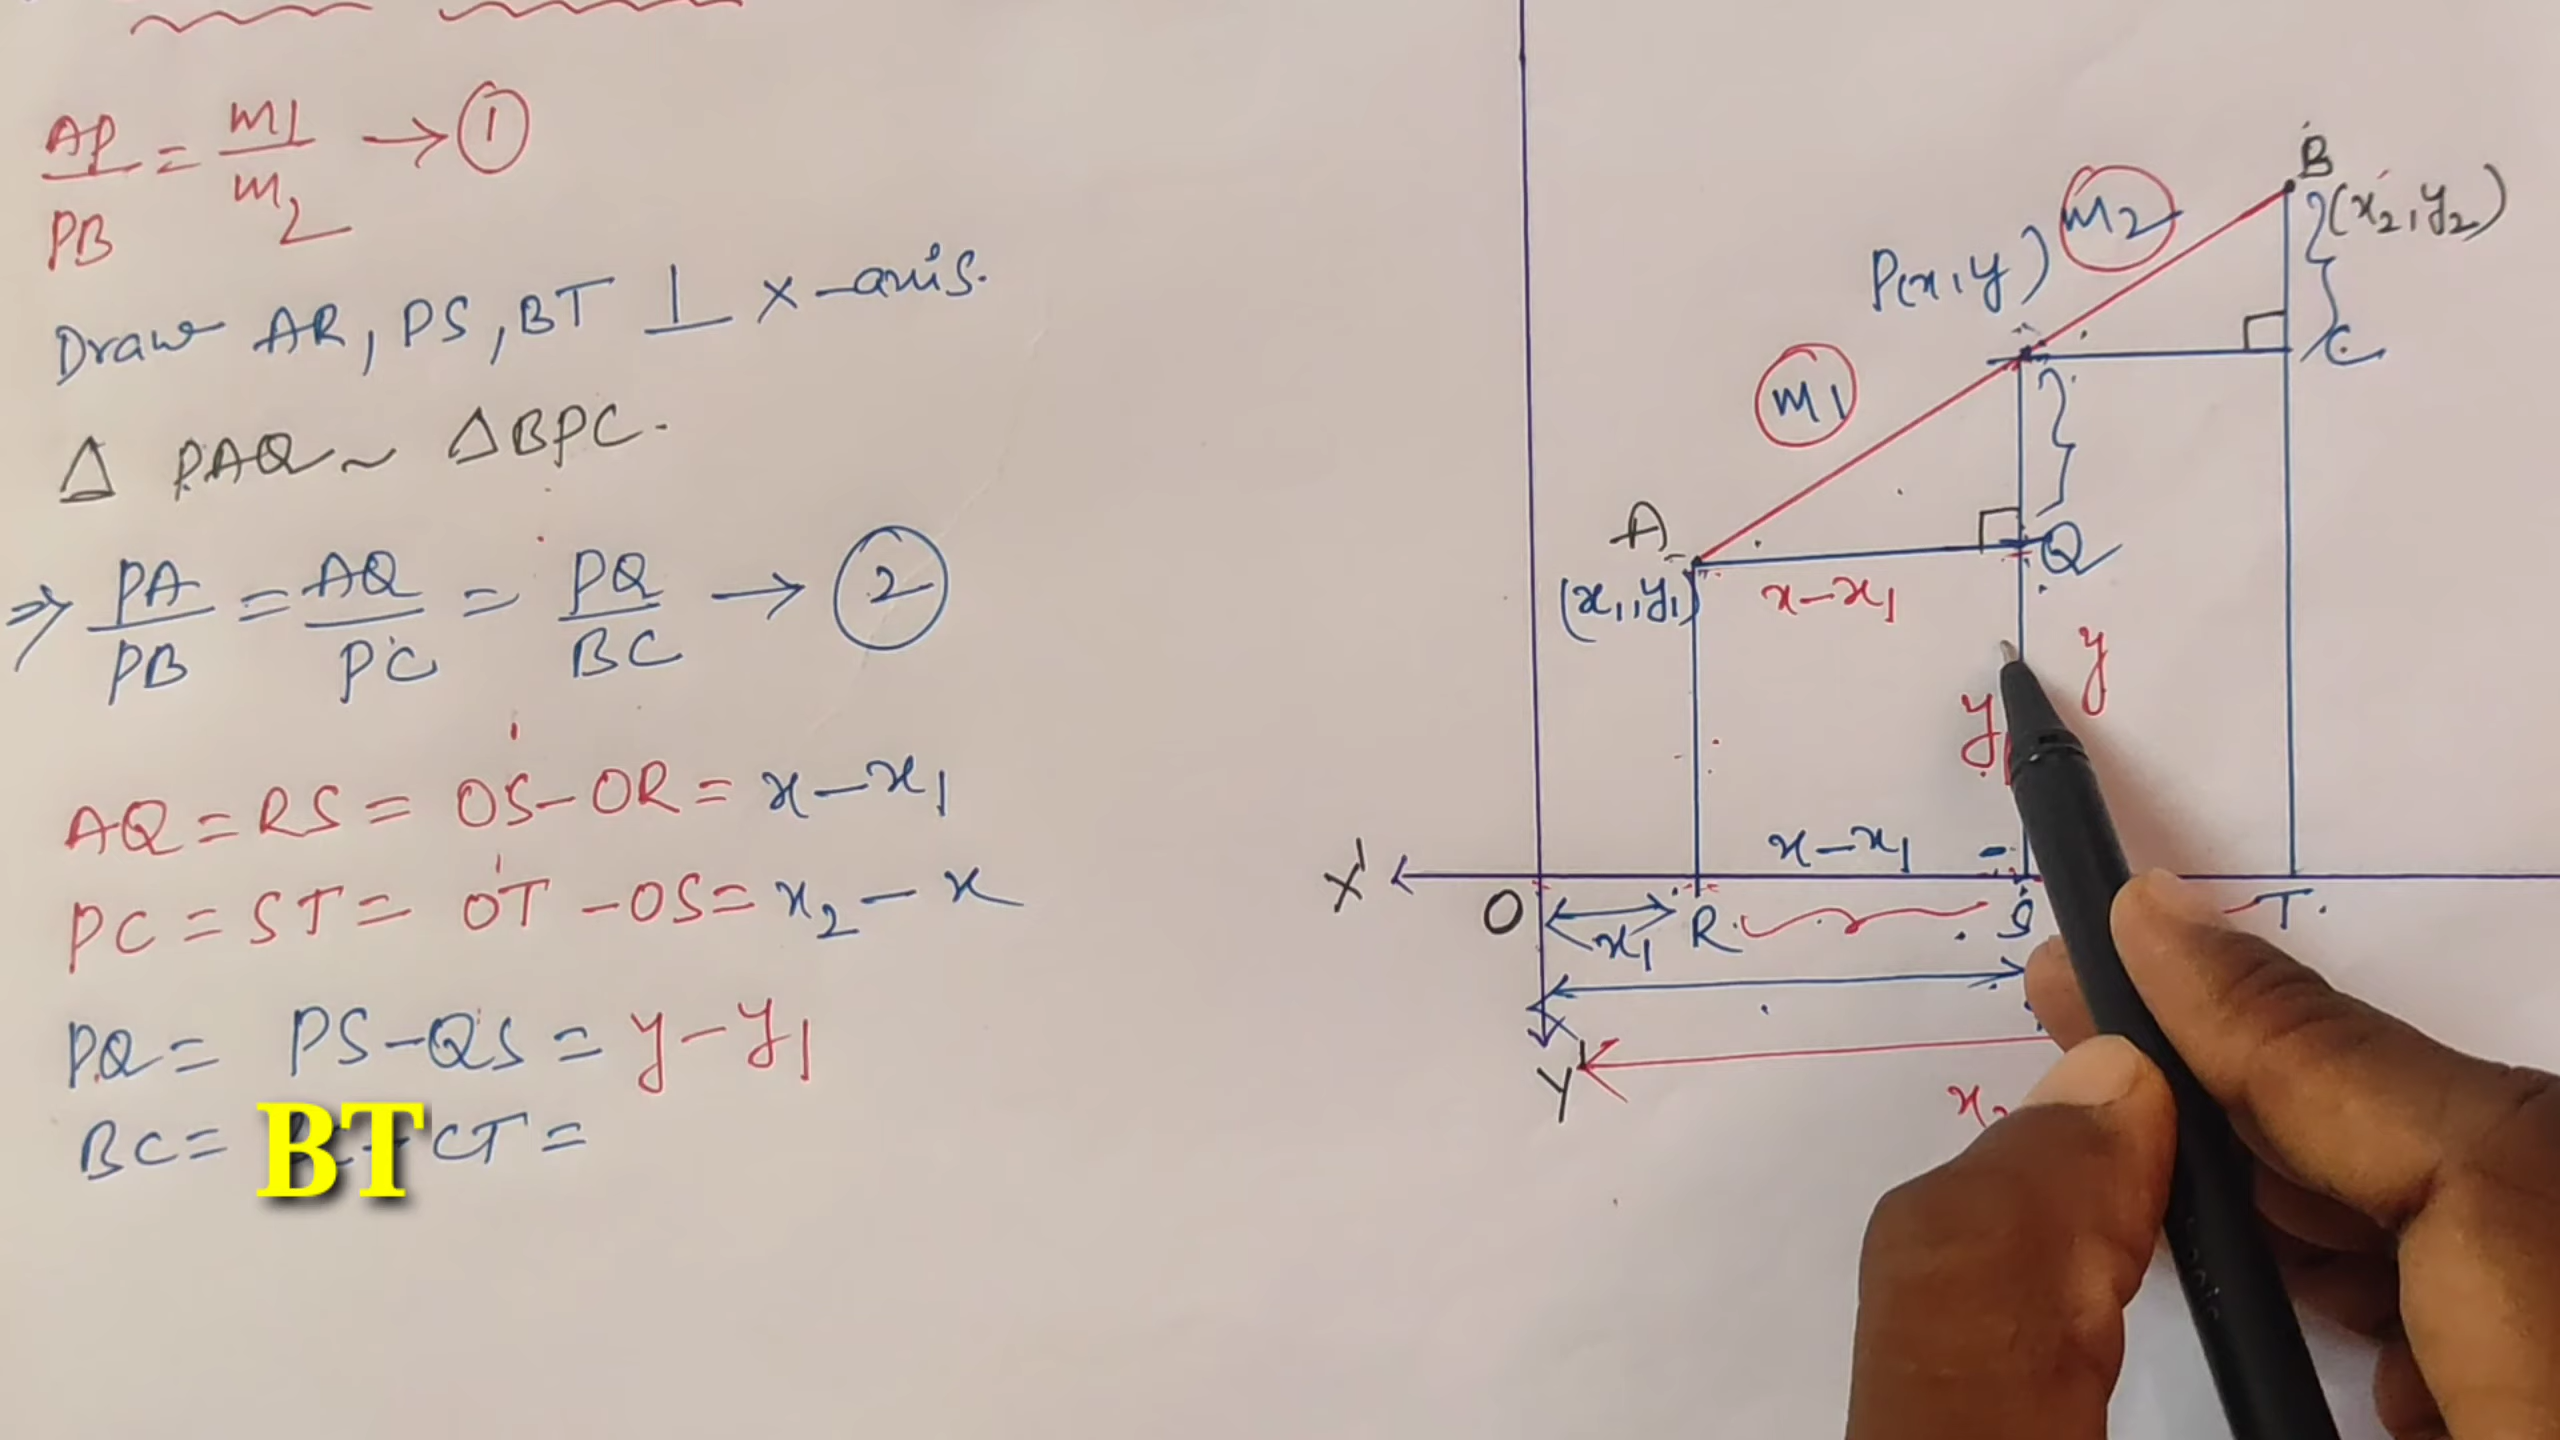 AP/PB = m1/m2 → ①
Draw AR, PS, BT ⊥ x-axis.
Δ PAQ ~ ΔBPC.
⇒ PA/PB = AQ/PC = PQ/BC → ②
AQ = RS = OS - OR = x - x1
PC = ST = OT - OS = x2 - x
PQ = PS - QS = y - y1
BC = BT - CT =
B
(x2, y2)
m2
P(x, y)
C
m1
A
(x1, y1)
Q
x - x1
y
y1
x - x1
X'
O
x1
R
S
T.
Y'
x2